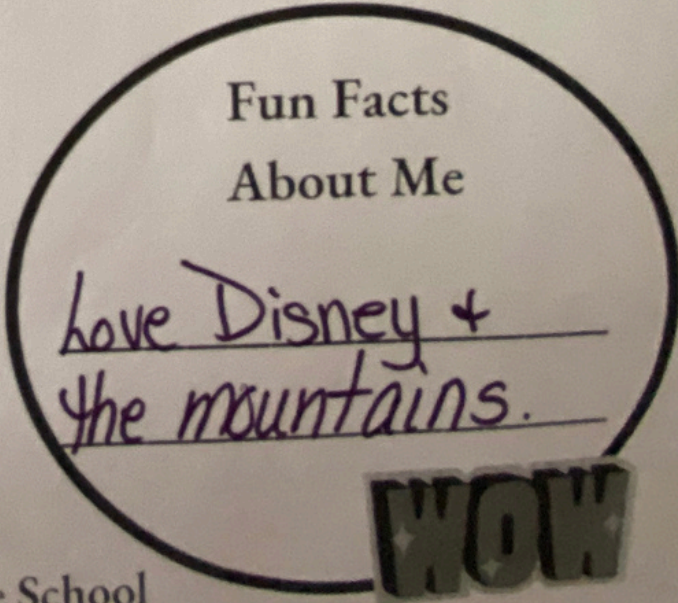 Fun Facts
About Me
Love Disney &
the mountains.
WOW
School